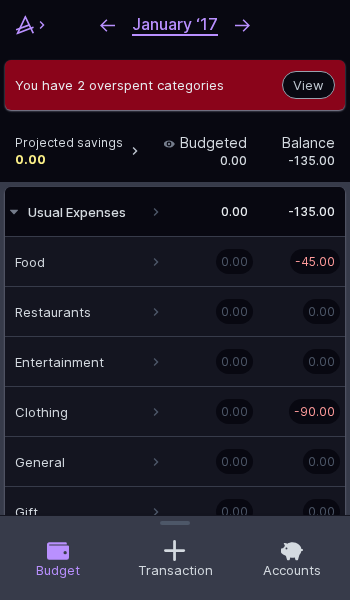 January ‘17
You have 2 overspent categories View
Projected savings Budgeted Balance
0.00 0.00 -135.00
Usual Expenses 0.00 -135.00
Food 0.00 -45.00
Restaurants 0.00 0.00
Entertainment 0.00 0.00
Clothing 0.00 -90.00
General 0.00 0.00
Gift 0.00 0.00
Budget Transaction Accounts